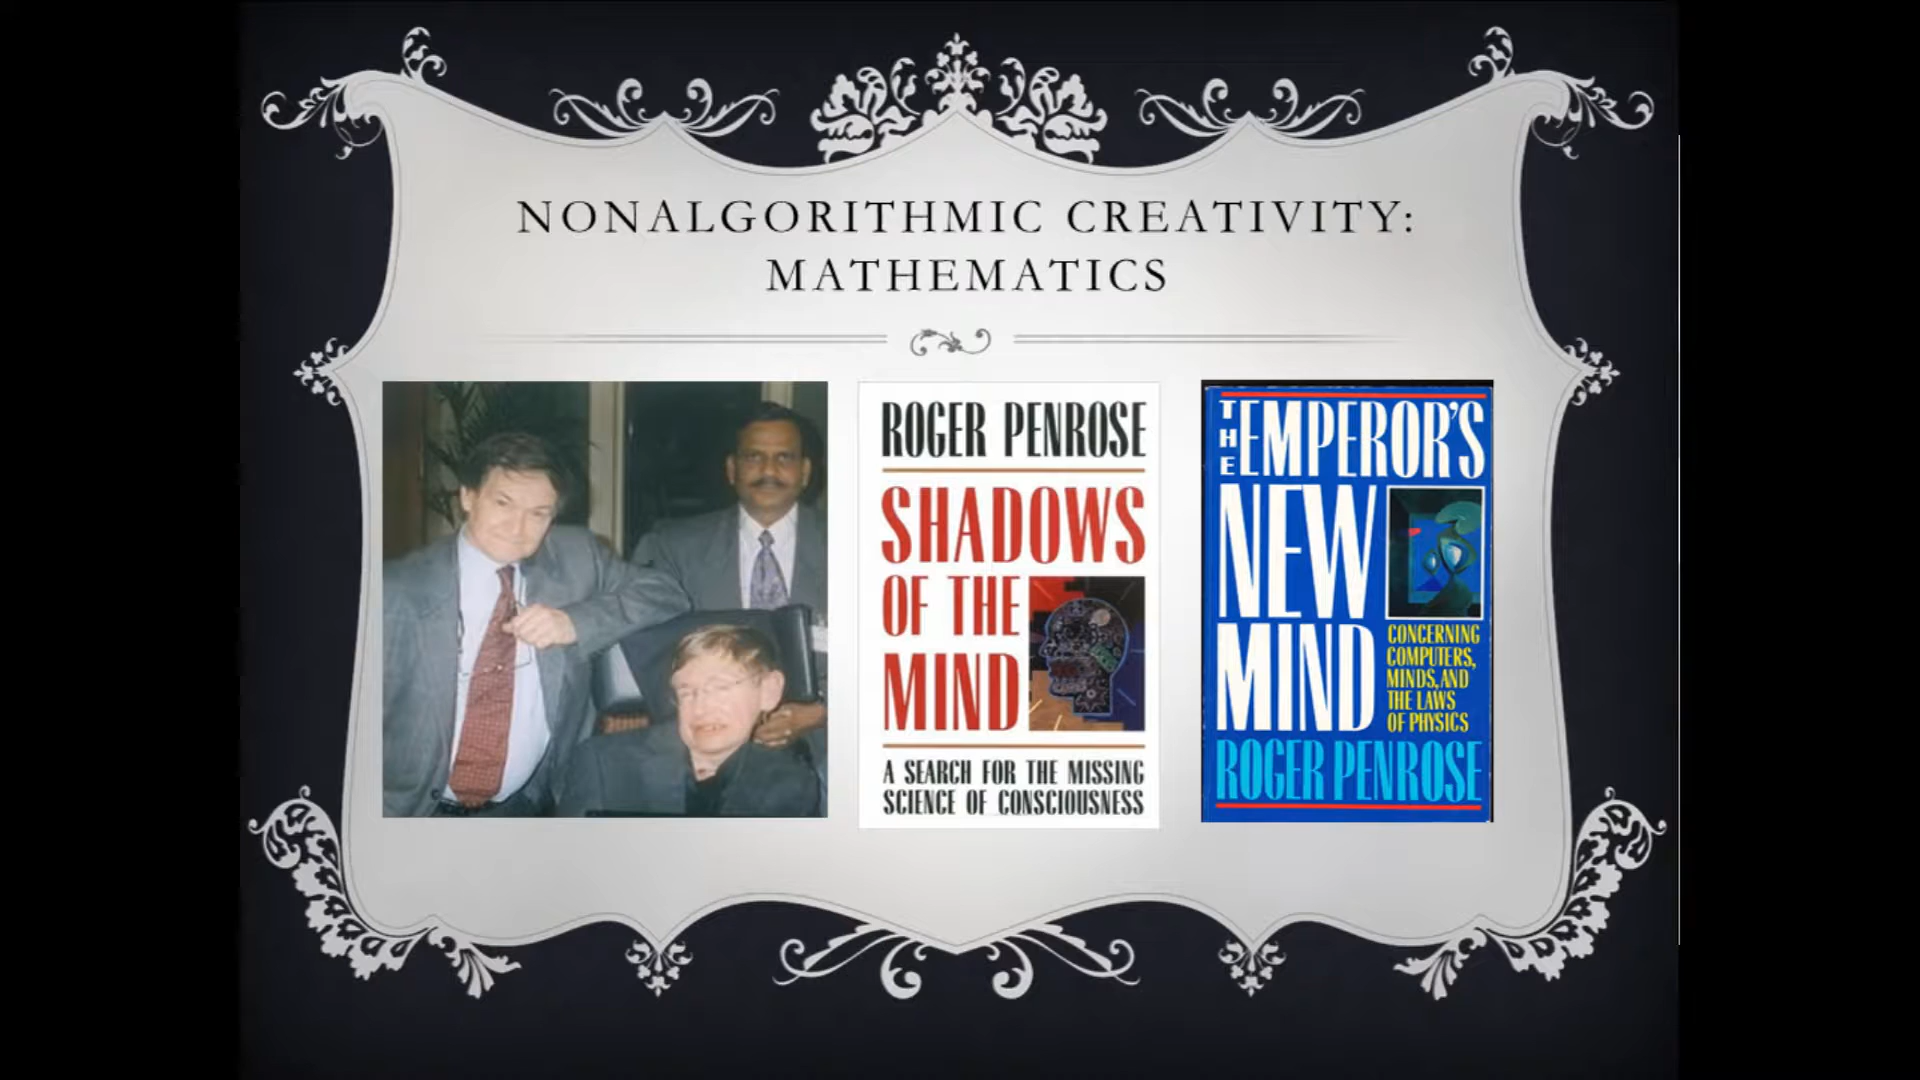 NONALGORITHMIC CREATIVITY:
MATHEMATICS
ROGER PENROSE
SHADOWS
OF THE
MIND
A SEARCH FOR THE MISSING
SCIENCE OF CONSCIOUSNESS
THE EMPEROR'S
NEW
MIND
CONCERNING
COMPUTERS,
MINDS, AND
THE LAWS
OF PHYSICS
ROGER PENROSE